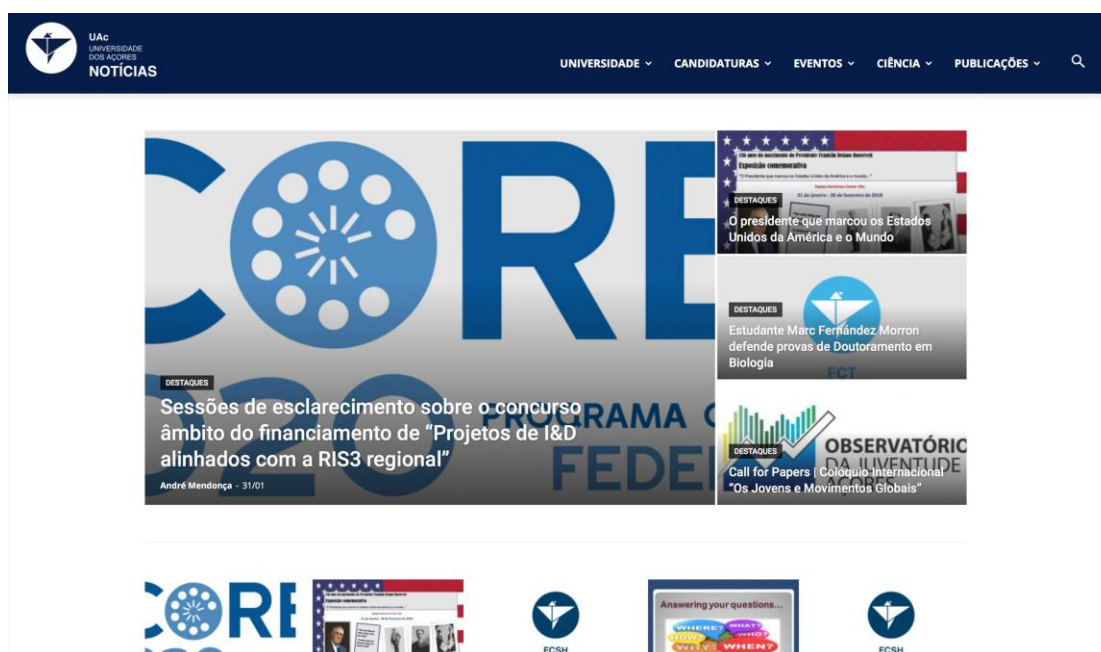 UAc
UNIVERSIDADE
DOS AÇORES
NOTÍCIAS
UNIVERSIDADE
CANDIDATURAS
EVENTOS
CIÊNCIA
PUBLICAÇÕES
CORE
2020
PROGRAMA
FEDE
DESTAQUES
Sessões de esclarecimento sobre o concurso
âmbito do financiamento de “Projetos de I&D
alinhados com a RIS3 regional”
André Mendonça - 31/01
Exposição comemorativa
DESTAQUES
O presidente que marcou os Estados
Unidos da América e o Mundo
DESTAQUES
Estudante Marc Fernández Morron
defende provas de Doutoramento em
Biologia
FCT
OBSERVATÓRIO
DA JUVENTUDE
AÇORES
DESTAQUES
Call for Papers | Colóquio Internacional
“Os Jovens e Movimentos Globais”
CORE
Exposição comemorativa
FCSH
Answering your questions...
WHERE?
WHAT?
HOW
WHO?
WHY
WHEN?
FCSH